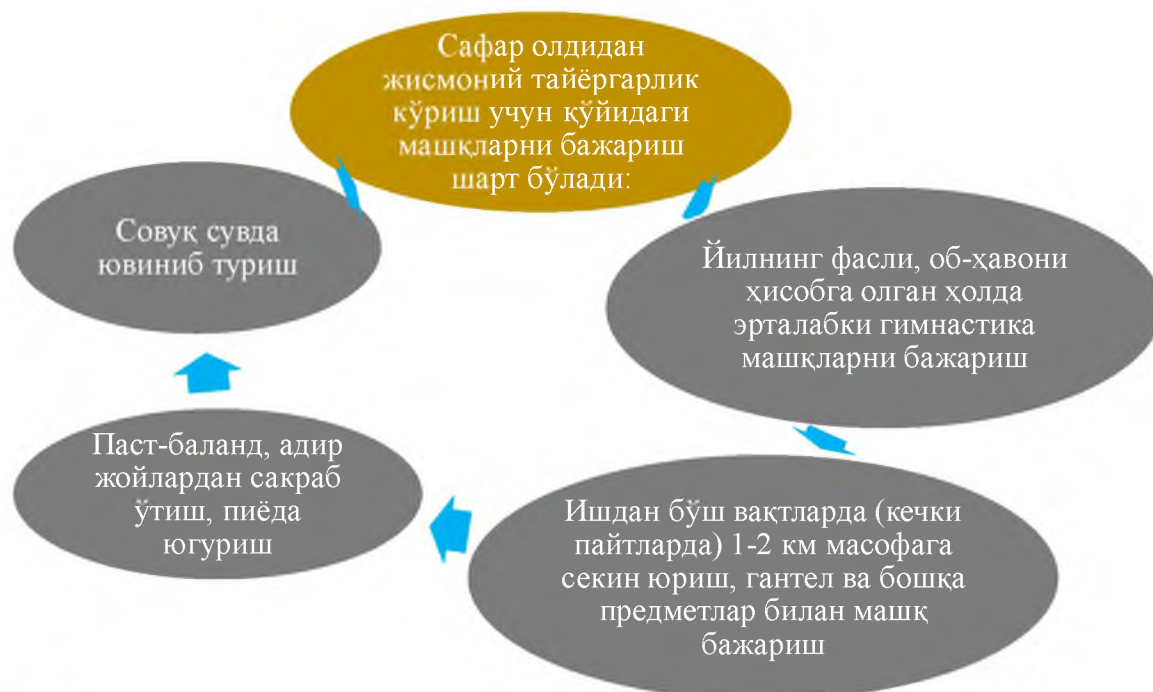 Сафар олдидан
жисмоний тайёргарлик
кўриш учун қўйидаги
машқларни бажариш
шарт бўлади:
Йилнинг фасли, об-ҳавони
ҳисобга олган ҳолда
эрталабки гимнастика
машқларни бажариш
Ишдан бўш вақтларда (кечки
пайтларда) 1-2 км масофага
секин юриш, гантел ва бошқа
предметлар билан машқ
бажариш
Паст-баланд, адир
жойлардан сакраб
ўтиш, пиёда
югуриш
Совуқ сувда
ювиниб туриш